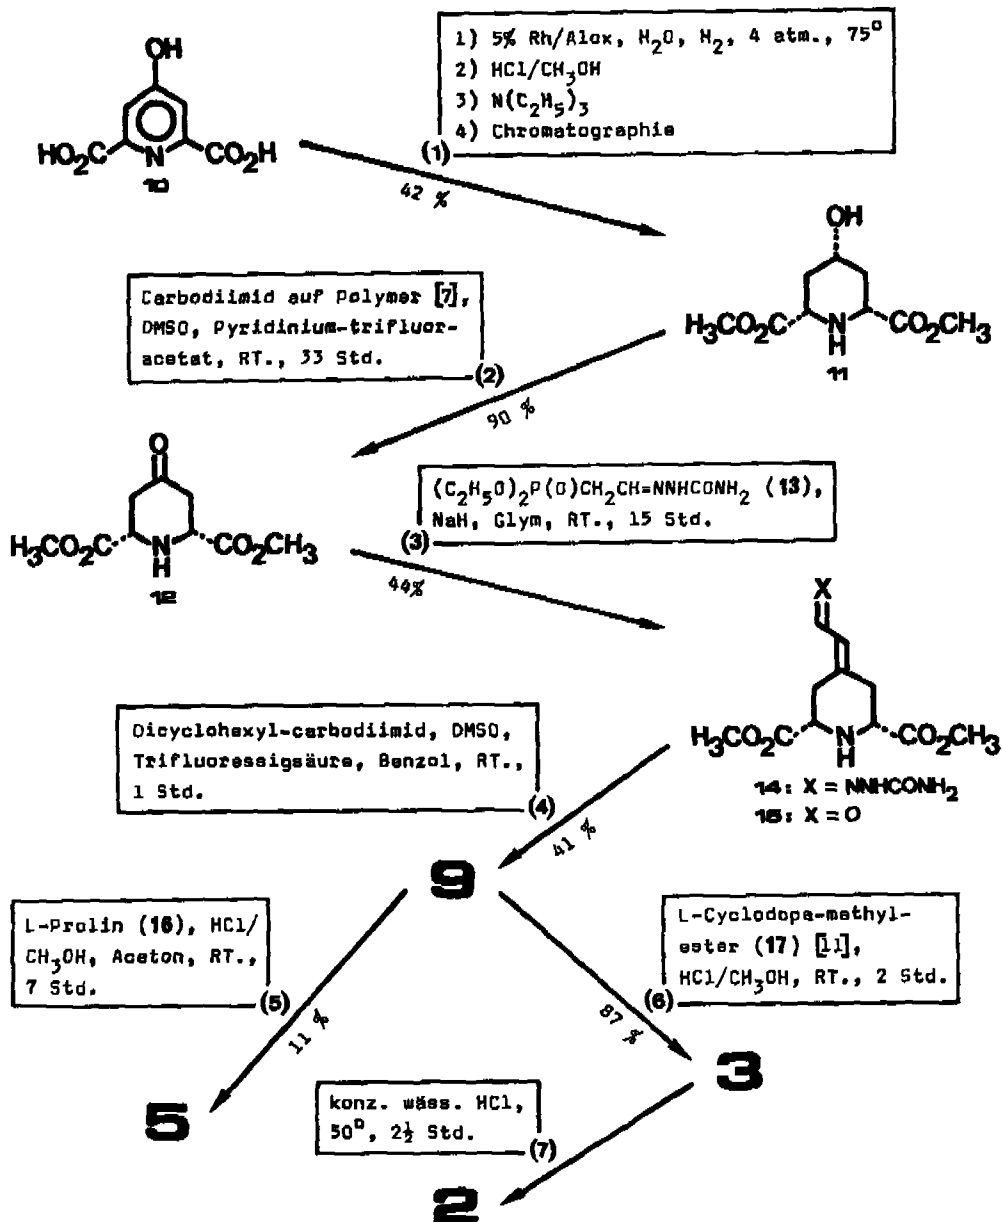 OH
HO₂C
N
CO₂H
10
1) 5% Rh/Alox, H₂O, H₂, 4 atm., 75°
2) HCl/CH₃OH
3) N(C₂H₅)₃
4) Chromatographie
(1)
42 %
OH
H₃CO₂C
N
H
CO₂CH₃
11
Carbodiimid auf Polymer [7],
DMSO, Pyridinium-trifluor-
acetat, RT., 33 Std.
(2)
90 %
O
H₃CO₂C
N
H
CO₂CH₃
12
(C₂H₅O)₂P(O)CH₂CH=NNHCONH₂ (13),
NaH, Glym, RT., 15 Std.
(3)
44%
X
H₃CO₂C
N
H
CO₂CH₃
14: X = NNHCONH₂
15: X = O
Dicyclohexyl-carbodiimid, DMSO,
Trifluoressigsäure, Benzol, RT.,
1 Std.
(4)
41 %
9
L-Prolin (16), HCl/
CH₃OH, Aceton, RT.,
7 Std.
(5)
11 %
L-Cyclodopa-methyl-
ester (17) [11],
HCl/CH₃OH, RT., 2 Std.
(6)
87 %
5
3
konz. wäss. HCl,
50°, 2½ Std.
(7)
2